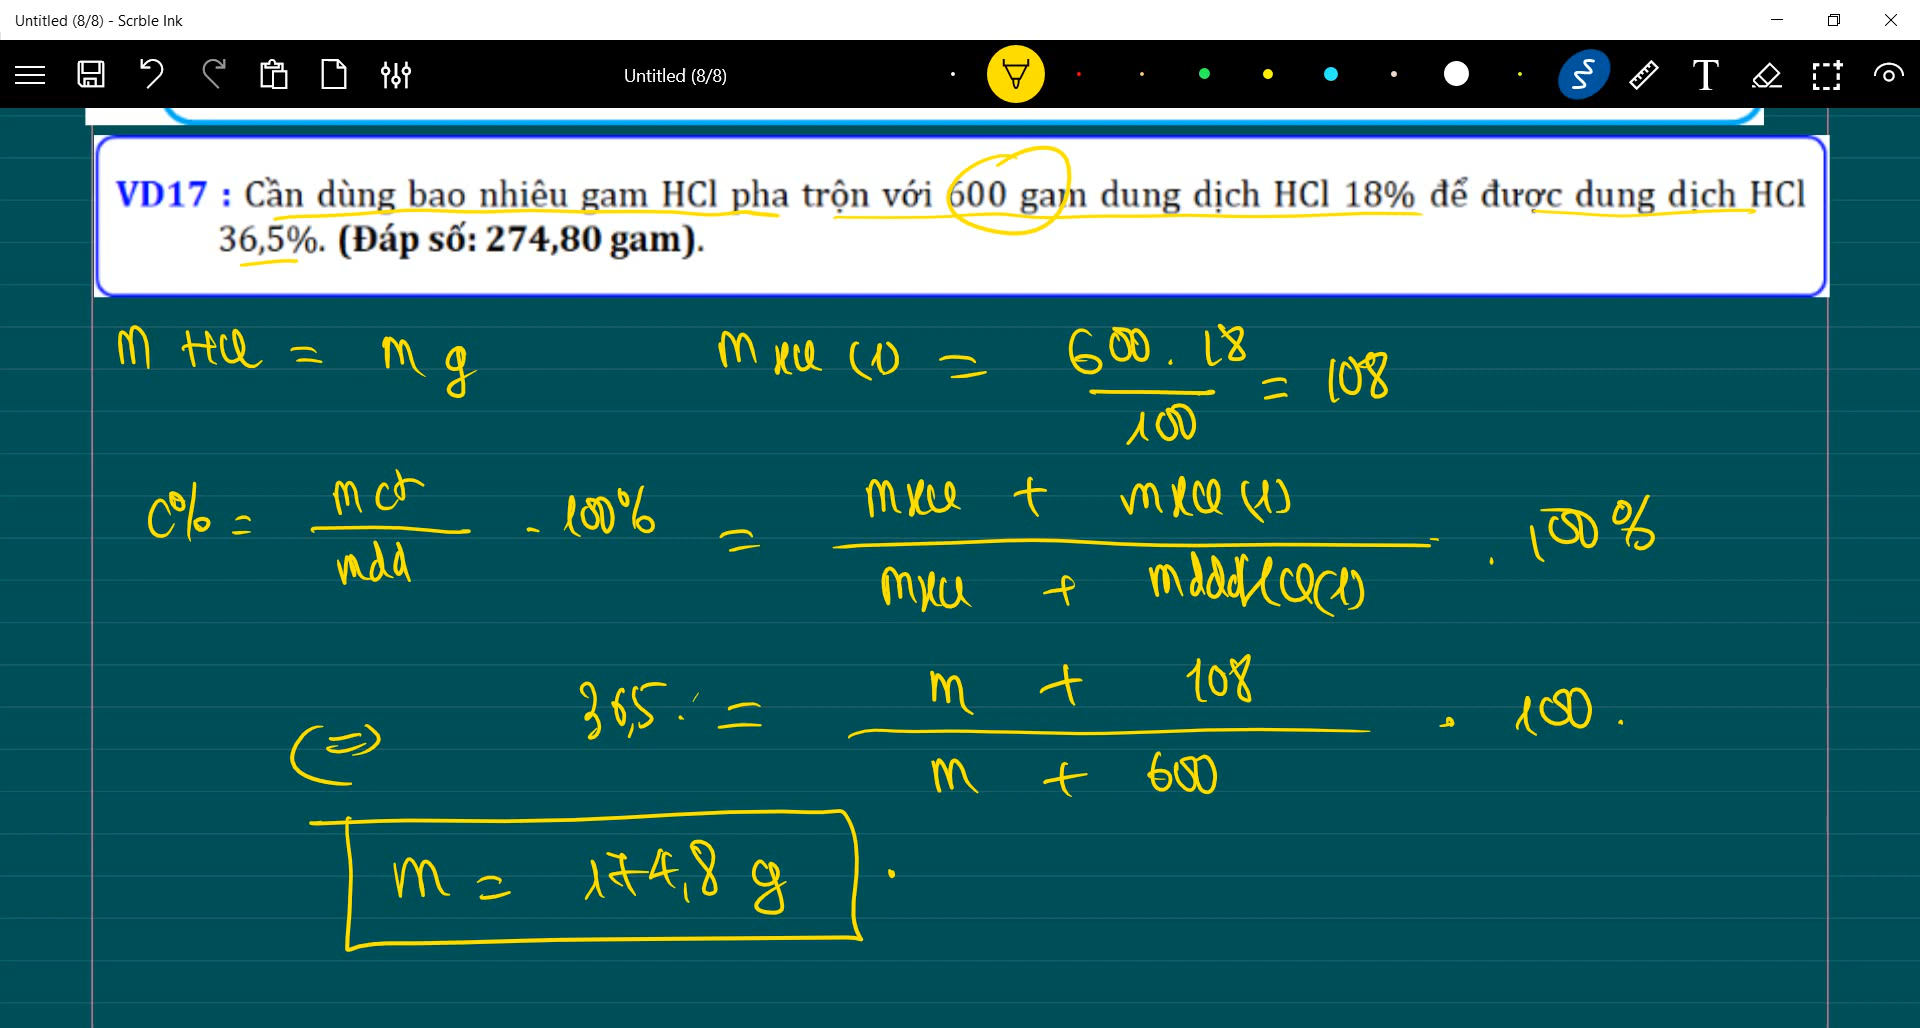 Untitled (8/8) - Scrble Ink
Untitled (8/8)
T
VD17 : Cần dùng bao nhiêu gam HCl pha trộn với 600 gam dung dịch HCl 18% để được dung dịch HCl
36,5%. (Đáp số: 274,80 gam).
m HCl = m g
m HCl (1) = 600 . 18 / 100 = 108
C% = mct / mdd . 100% = mHCl + mHCl (1) / mHCl + mddHCl(1) . 100%
<=> 36,5 = m + 108 / m + 600 . 100 .
m = 174,8 g .